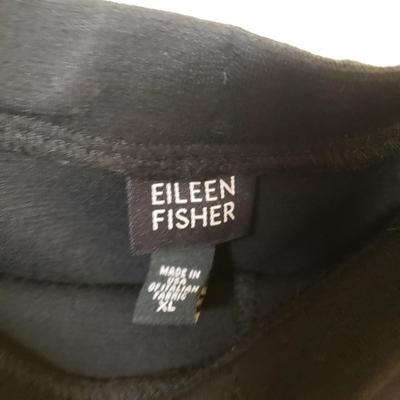 EILEEN
FISHER
MADE IN
USA
OF ITALIAN
FABRIC
XL